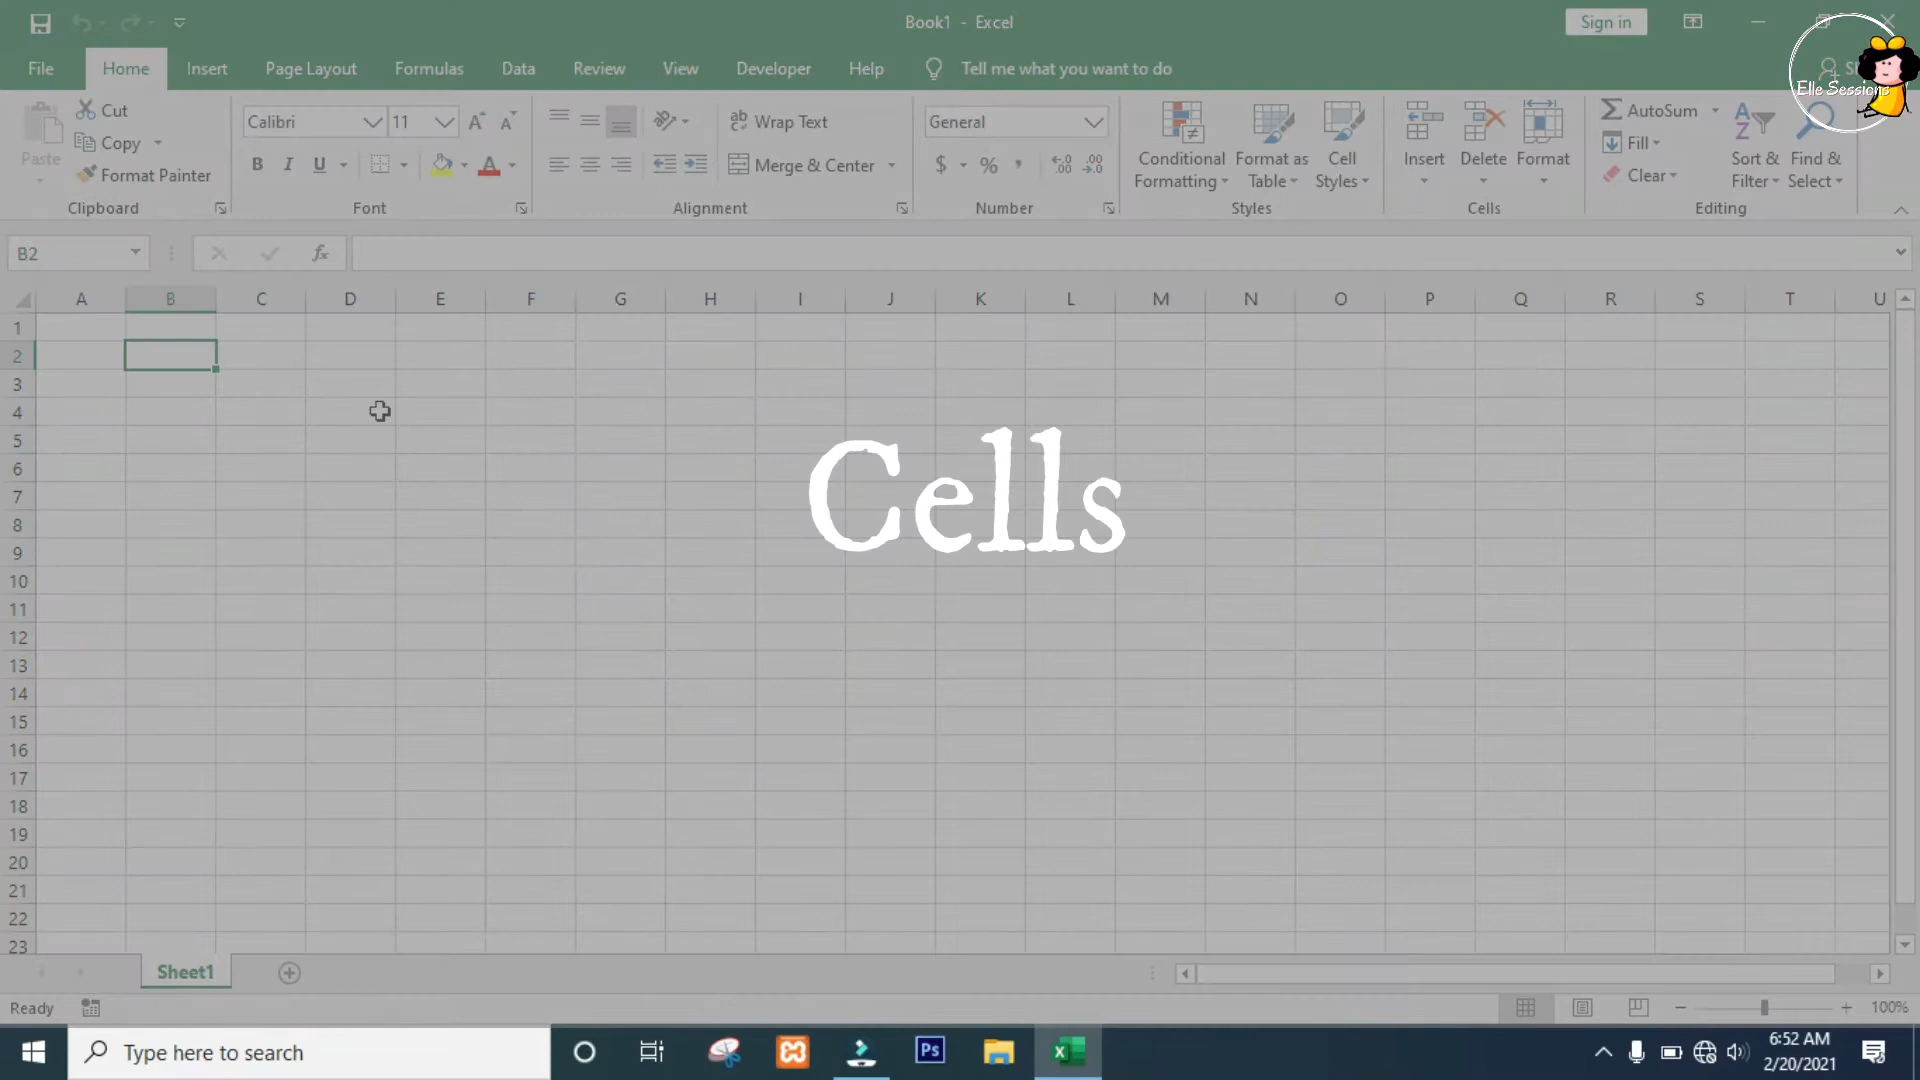 Book1 - Excel
Sign in
File Home Insert Page Layout Formulas Data Review View Developer Help Tell me what you want to do
Elle Sessions
Paste
Cut
Copy
Format Painter
Clipboard
Calibri 11
B I U
Font
Wrap Text
Merge & Center
Alignment
General
$ % ,
Number
Conditional Formatting
Format as Table
Cell Styles
Styles
Insert
Delete
Format
Cells
AutoSum
Fill
Clear
Sort & Filter
Find & Select
Editing
B2
fx
A B C D E F G H I J K L M N O P Q R S T U
1
2
3
4
5
6
7
8
9
10
11
12
13
14
15
16
17
18
19
20
21
22
23
Cells
Sheet1
Ready
100%
Type here to search
Ps
6:52 AM
2/20/2021